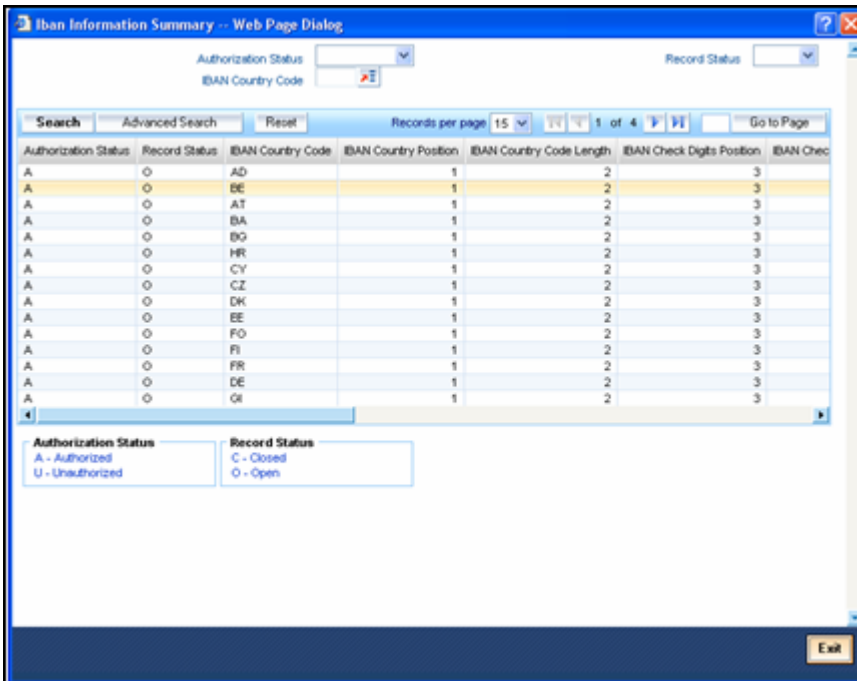 Iban Information Summary -- Web Page Dialog
Authorization Status Record Status
IBAN Country Code
Search Advanced Search Reset Records per page 15 1 of 4 Go to Page
Authorization Status Record Status IBAN Country Code IBAN Country Position IBAN Country Code Length IBAN Check Digits Position IBAN Chec
A O AD 1 2 3
A O BE 1 2 3
A O AT 1 2 3
A O BA 1 2 3
A O BG 1 2 3
A O HR 1 2 3
A O CY 1 2 3
A O CZ 1 2 3
A O DK 1 2 3
A O EE 1 2 3
A O FO 1 2 3
A O FI 1 2 3
A O FR 1 2 3
A O DE 1 2 3
A O GI 1 2 3
Authorization Status Record Status
A - Authorized C - Closed
U - Unauthorized O - Open
Exit